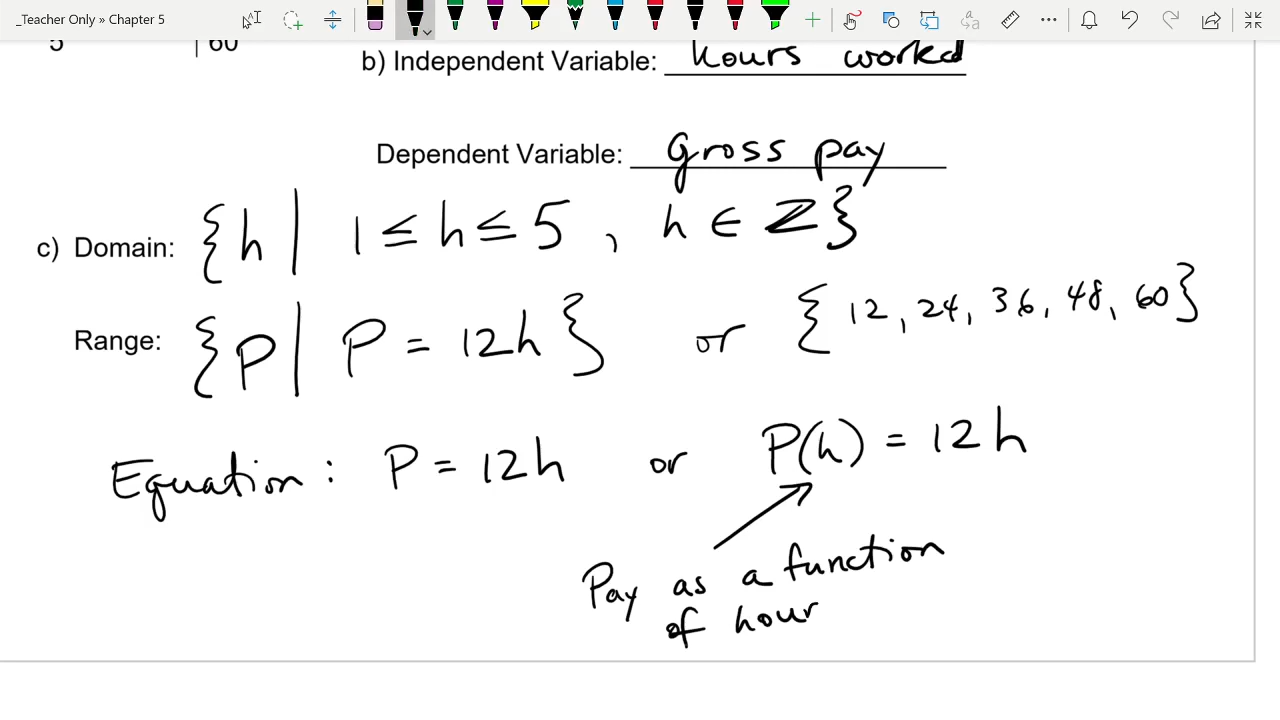 _Teacher Only » Chapter 5
5 | 60
b) Independent Variable: hours worked
Dependent Variable: Gross pay
c) Domain: {h| 1 ≤ h ≤ 5 , h ∈ Z}
Range: {P| P = 12h} or {12, 24, 36, 48, 60}
Equation: P = 12h or P(h) = 12h
Pay as a function
of hour